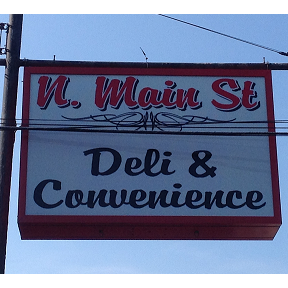 N. Main St
Deli &
Convenience